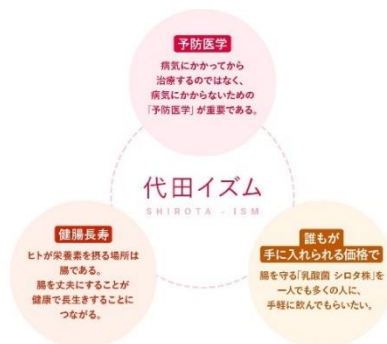 予防医学
病気にかかってから
治療するのではなく、
病気にかからないための
「予防医学」が重要である。
代田イズム
SHIROTA - ISM
健腸長寿
ヒトが栄養素を摂る場所は
腸である。
腸を丈夫にすることが
健康で長生きすることに
つながる。
誰もが
手に入れられる価格で
腸を守る「乳酸菌 シロタ株」を
一人でも多くの人に、
手軽に飲んでもらいたい。